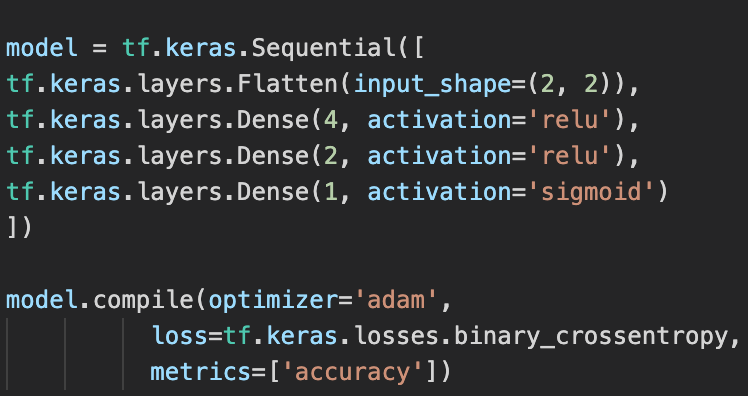 model = tf.keras.Sequential([
tf.keras.layers.Flatten(input_shape=(2, 2)),
tf.keras.layers.Dense(4, activation='relu'),
tf.keras.layers.Dense(2, activation='relu'),
tf.keras.layers.Dense(1, activation='sigmoid')
])
model.compile(optimizer='adam',
loss=tf.keras.losses.binary_crossentropy,
metrics=['accuracy'])